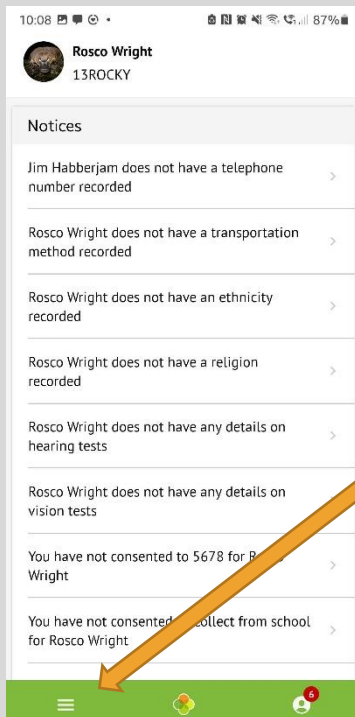 10:08
87%
Rosco Wright
13ROCKY
Notices
Jim Habberjam does not have a telephone
number recorded
Rosco Wright does not have a transportation
method recorded
Rosco Wright does not have an ethnicity
recorded
Rosco Wright does not have a religion
recorded
Rosco Wright does not have any details on
hearing tests
Rosco Wright does not have any details on
vision tests
You have not consented to 5678 for
Wright
You have not consented collect from school
for Rosco Wright
6